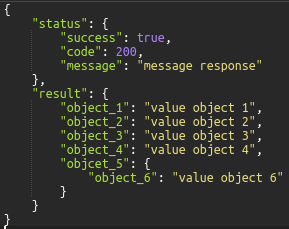 {
    "status": {
        "success": true,
        "code": 200,
        "message": "message response"
    },
    "result": {
        "object_1": "value object 1",
        "object_2": "value object 2",
        "object_3": "value object 3",
        "object_4": "value object 4",
        "objcet_5": {
            "object_6": "value object 6"
        }
    }
}